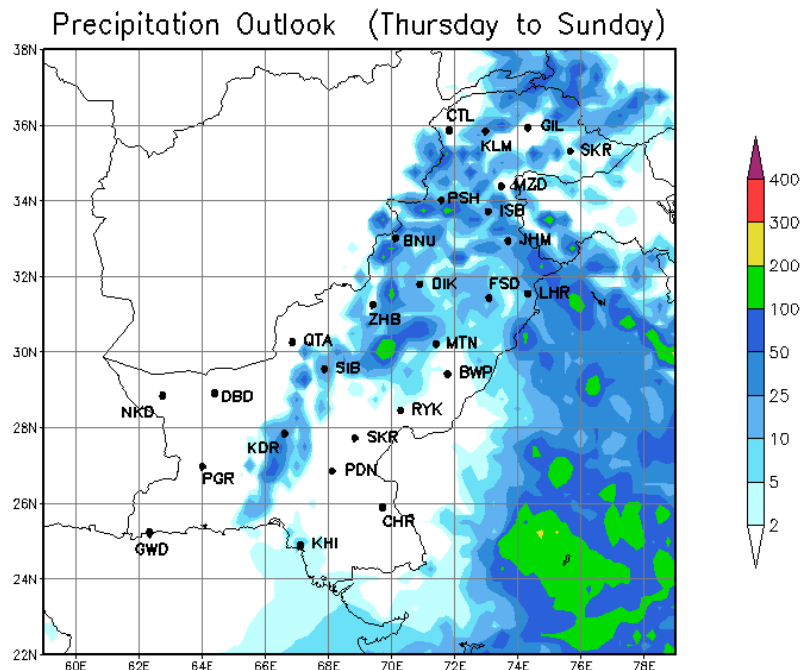 Precipitation Outlook (Thursday to Sunday)
38N
36N
34N
32N
30N
28N
26N
24N
22N
60E
62E
64E
66E
68E
70E
72E
74E
76E
78E
CTL
KLM
GIL
SKR
MZD
PSH
ISB
BNU
JHM
DIK
FSD
LHR
ZHB
QTA
MTN
SIB
BWP
NKD
DBD
RYK
KDR
SKR
PGR
PDN
CHR
GWD
KHI
400
300
200
100
50
25
10
5
2